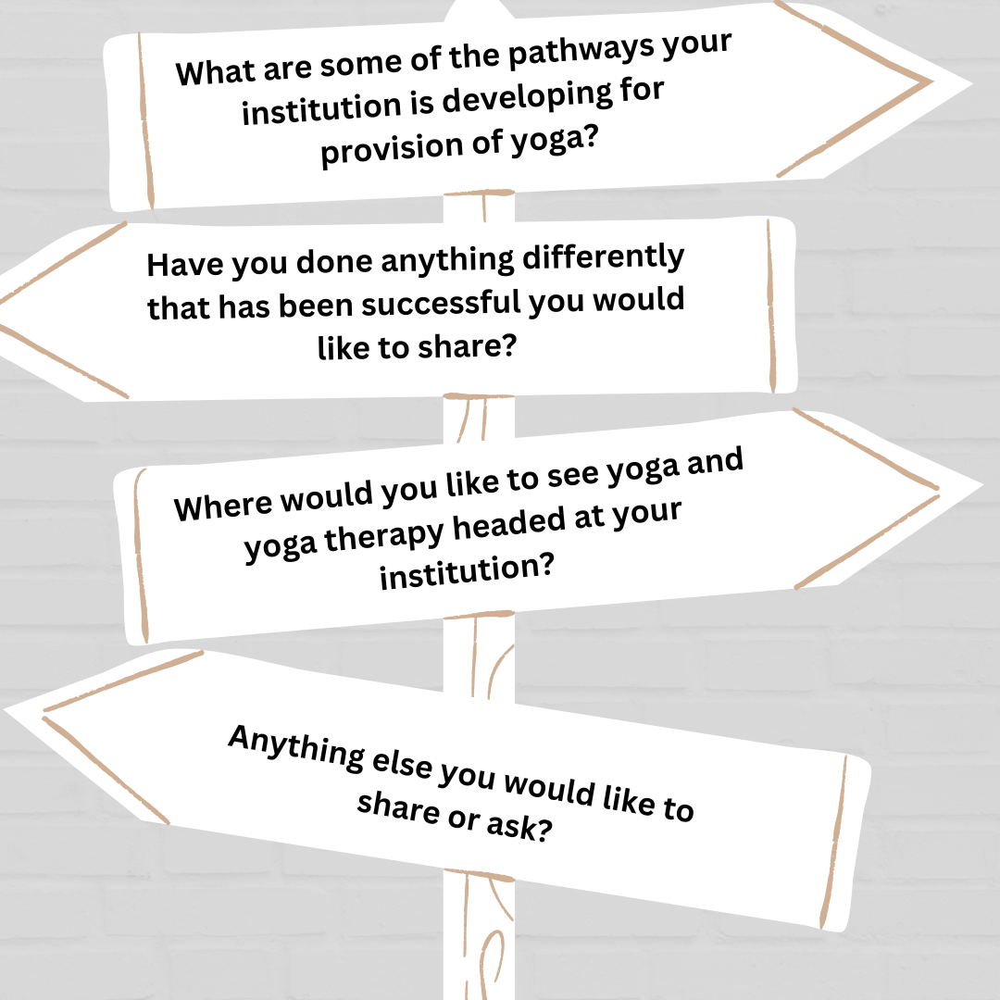 What are some of the pathways your
institution is developing for
provision of yoga?
Have you done anything differently
that has been successful you would
like to share?
Where would you like to see yoga and
yoga therapy headed at your
institution?
Anything else you would like to
share or ask?